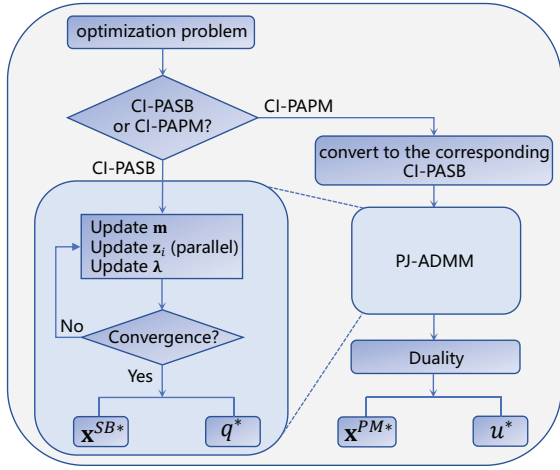 optimization problem
CI-PASB
or CI-PAPM?
CI-PAPM
CI-PASB
convert to the corresponding
CI-PASB
Update 𝐦
Update 𝐳ᵢ (parallel)
Update 𝛌
PJ-ADMM
No
Convergence?
Yes
Duality
𝐱^{SB*}
q^*
𝐱^{PM*}
u^*